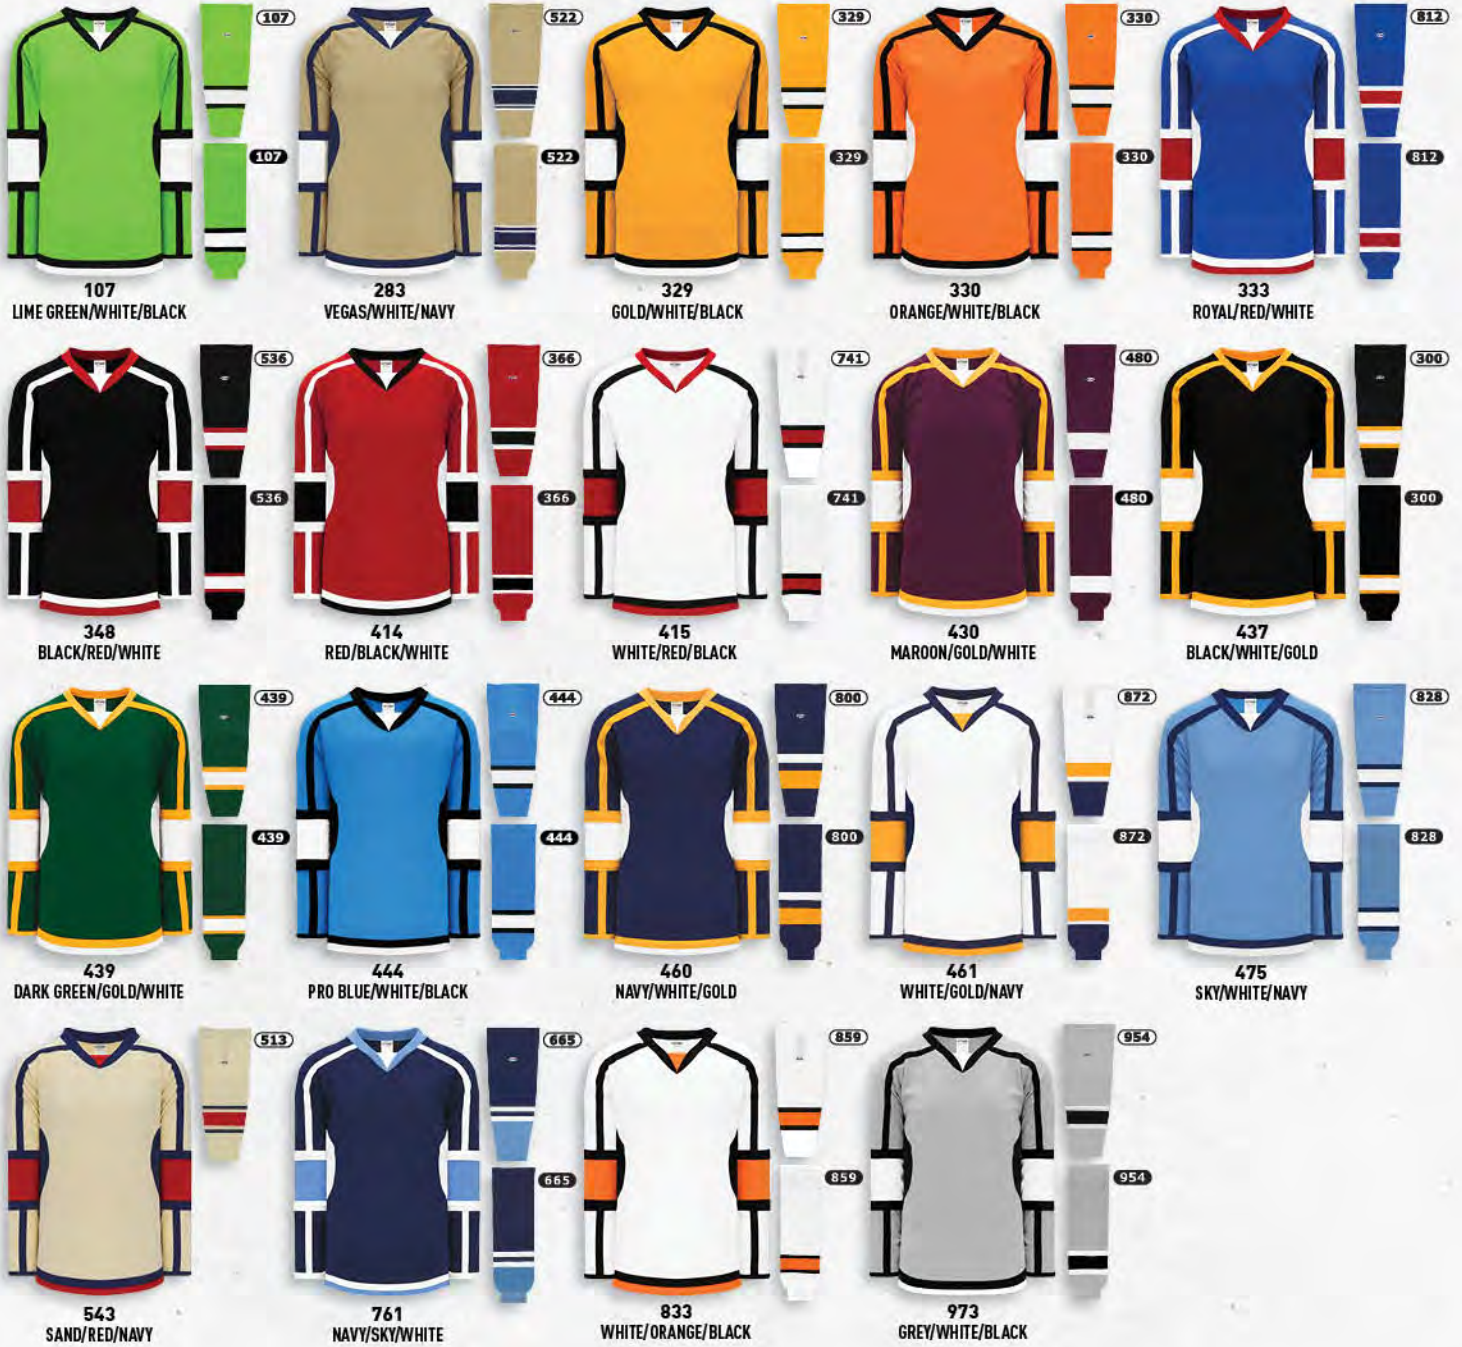 107
522
329
330
812
107
522
329
330
812
107
LIME GREEN/WHITE/BLACK
283
VEGAS/WHITE/NAVY
329
GOLD/WHITE/BLACK
330
ORANGE/WHITE/BLACK
333
ROYAL/RED/WHITE
536
366
741
480
300
536
366
741
480
300
348
BLACK/RED/WHITE
414
RED/BLACK/WHITE
415
WHITE/RED/BLACK
430
MAROON/GOLD/WHITE
437
BLACK/WHITE/GOLD
439
444
800
872
828
439
444
800
872
828
439
DARK GREEN/GOLD/WHITE
444
PRO BLUE/WHITE/BLACK
460
NAVY/WHITE/GOLD
461
WHITE/GOLD/NAVY
475
SKY/WHITE/NAVY
513
665
859
954
665
859
954
543
SAND/RED/NAVY
761
NAVY/SKY/WHITE
833
WHITE/ORANGE/BLACK
973
GREY/WHITE/BLACK